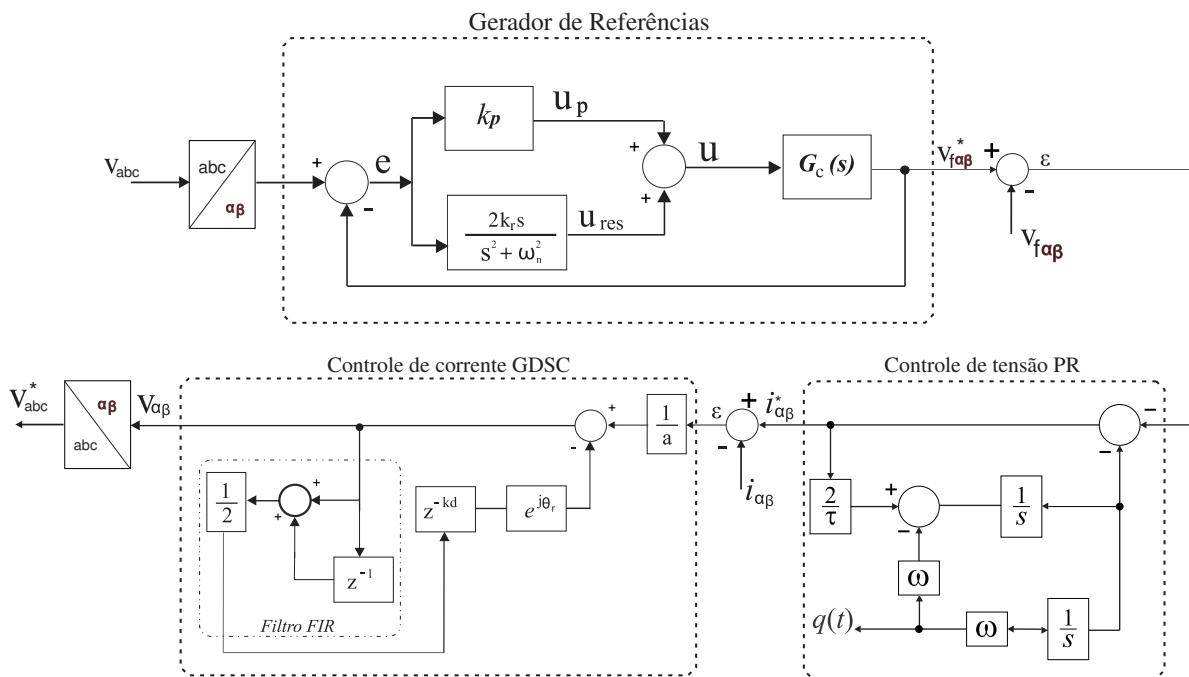 Gerador de Referências
v_abc
abc
αβ
+
-
e
k_p
u_p
2k_r s
s² + ω_n²
u_res
+
+
u
G_c(s)
v*_fαβ
+
ε
-
v_fαβ
Controle de corrente GDSC
Controle de tensão PR
V*_abc
αβ
abc
V_αβ
+
-
1
a
ε
+
-
i*_αβ
i_αβ
-
-
1
2
+
+
z^-1
Filtro FIR
z^-kd
e^jθ_r
2
τ
+
-
1
s
ω
q(t)
ω
1
s